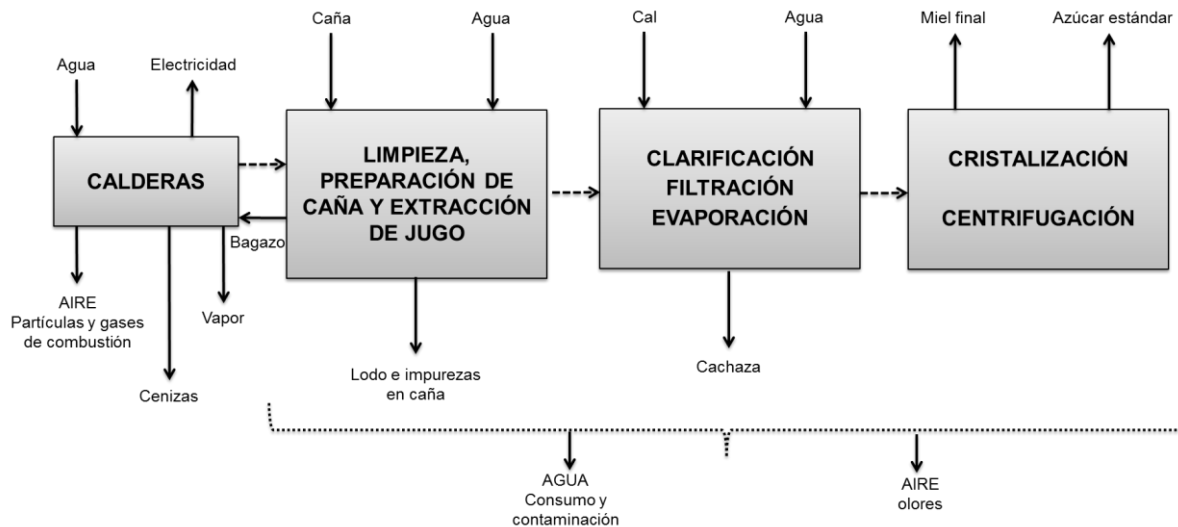 Caña
Agua
Cal
Agua
Miel final
Azúcar estándar
Agua
Electricidad
CALDERAS
LIMPIEZA,
PREPARACIÓN DE
CAÑA Y EXTRACCIÓN
DE JUGO
CLARIFICACIÓN
FILTRACIÓN
EVAPORACIÓN
CRISTALIZACIÓN
CENTRIFUGACIÓN
Bagazo
AIRE
Partículas y gases
de combustión
Vapor
Cenizas
Lodo e impurezas
en caña
Cachaza
AGUA
Consumo y
contaminación
AIRE
olores